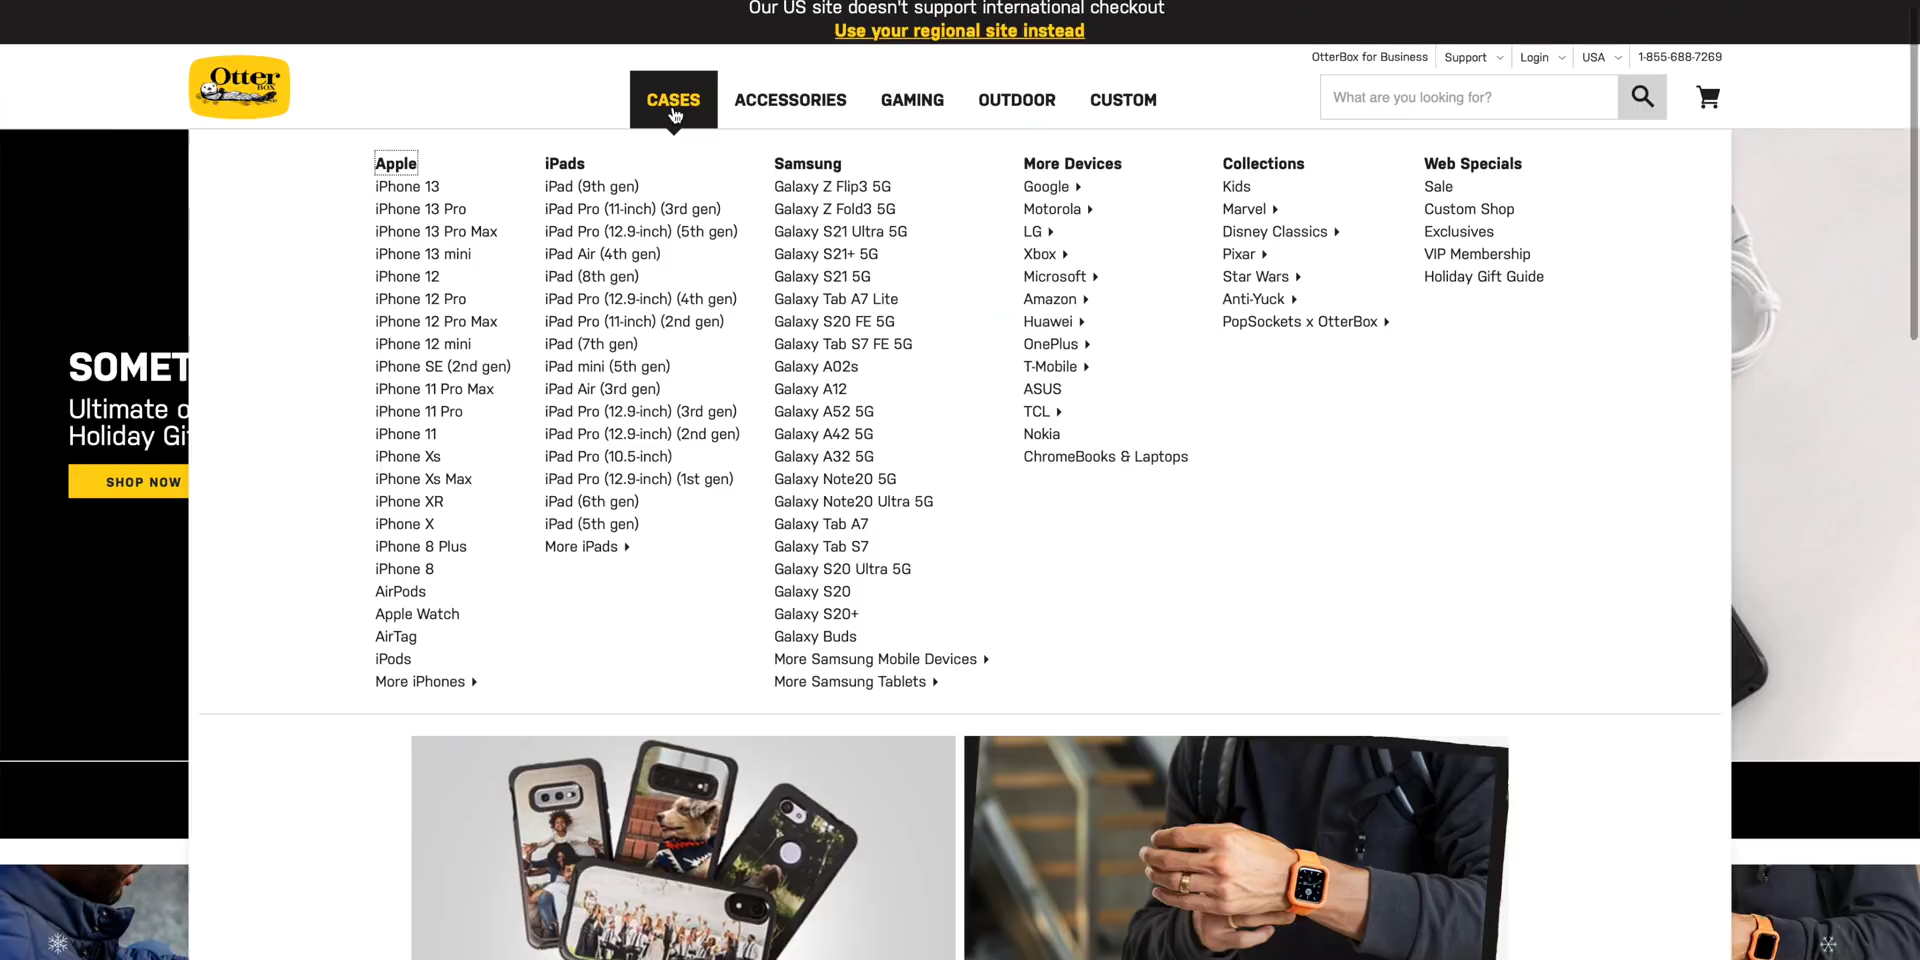 Our US site doesn't support international checkout
Use your regional site instead
OtterBox for Business
Support
Login
USA
1-855-688-7269
Otter
BOX
CASES
ACCESSORIES
GAMING
OUTDOOR
CUSTOM
What are you looking for?
Apple
iPhone 13
iPhone 13 Pro
iPhone 13 Pro Max
iPhone 13 mini
iPhone 12
iPhone 12 Pro
iPhone 12 Pro Max
iPhone 12 mini
iPhone SE (2nd gen)
iPhone 11 Pro Max
iPhone 11 Pro
iPhone 11
iPhone Xs
iPhone Xs Max
iPhone XR
iPhone X
iPhone 8 Plus
iPhone 8
AirPods
Apple Watch
AirTag
iPods
More iPhones
iPads
iPad (9th gen)
iPad Pro (11-inch) (3rd gen)
iPad Pro (12.9-inch) (5th gen)
iPad Air (4th gen)
iPad (8th gen)
iPad Pro (12.9-inch) (4th gen)
iPad Pro (11-inch) (2nd gen)
iPad (7th gen)
iPad mini (5th gen)
iPad Air (3rd gen)
iPad Pro (12.9-inch) (3rd gen)
iPad Pro (12.9-inch) (2nd gen)
iPad Pro (10.5-inch)
iPad Pro (12.9-inch) (1st gen)
iPad (6th gen)
iPad (5th gen)
More iPads
Samsung
Galaxy Z Flip3 5G
Galaxy Z Fold3 5G
Galaxy S21 Ultra 5G
Galaxy S21+ 5G
Galaxy S21 5G
Galaxy Tab A7 Lite
Galaxy S20 FE 5G
Galaxy Tab S7 FE 5G
Galaxy A02s
Galaxy A12
Galaxy A52 5G
Galaxy A42 5G
Galaxy A32 5G
Galaxy Note20 5G
Galaxy Note20 Ultra 5G
Galaxy Tab A7
Galaxy Tab S7
Galaxy S20 Ultra 5G
Galaxy S20
Galaxy S20+
Galaxy Buds
More Samsung Mobile Devices
More Samsung Tablets
More Devices
Google
Motorola
LG
Xbox
Microsoft
Amazon
Huawei
OnePlus
T-Mobile
ASUS
TCL
Nokia
ChromeBooks & Laptops
Collections
Kids
Marvel
Disney Classics
Pixar
Star Wars
Anti-Yuck
PopSockets x OtterBox
Web Specials
Sale
Custom Shop
Exclusives
VIP Membership
Holiday Gift Guide
SOMET
Ultimate o
Holiday Gi
SHOP NOW